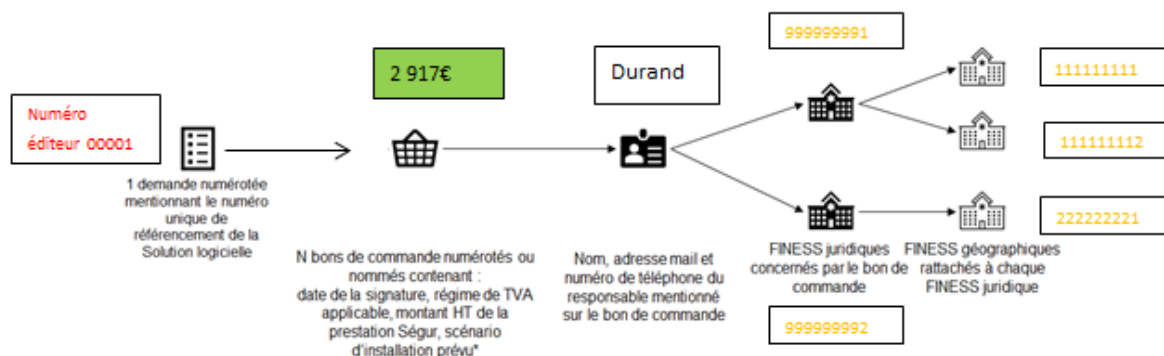 Numéro
éditeur 00001
1 demande numérotée
mentionnant le numéro
unique de
référencement de la
Solution logicielle
2 917€
N bons de commande numérotés ou
nommés contenant :
date de la signature, régime de TVA
applicable, montant HT de la
prestation Ségur, scénario
d'installation prévu*
Durand
Nom, adresse mail et
numéro de téléphone du
responsable mentionné
sur le bon de commande
999999991
FINESS juridiques
concernés par le bon de
commande
999999992
111111111
111111112
222222221
FINESS géographiques
rattachés à chaque
FINESS juridique